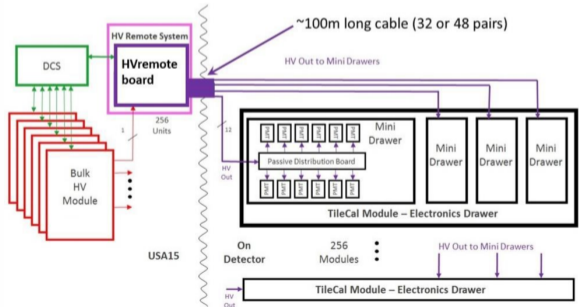 ~100m long cable (32 or 48 pairs)
HV Remote System
HVremote
board
DCS
HV Out to Mini Drawers
1
256
Units
12
Bulk
HV
Module
PMT PMT PMT PMT PMT PMT
Mini
Drawer
Passive Distribution Board
PMT PMT PMT PMT PMT PMT
HV
Out
Mini
Drawer
Mini
Drawer
Mini
Drawer
TileCal Module – Electronics Drawer
USA15
On
Detector
256
Modules
HV Out to Mini Drawers
HV
Out
TileCal Module – Electronics Drawer